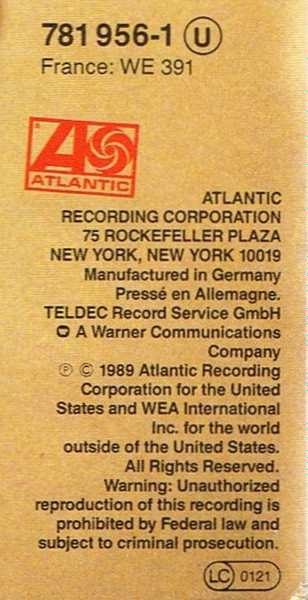 781 956-1 U
France: WE 391
ATLANTIC
ATLANTIC
RECORDING CORPORATION
75 ROCKEFELLER PLAZA
NEW YORK, NEW YORK 10019
Manufactured in Germany
Pressé en Allemagne.
TELDEC Record Service GmbH
A Warner Communications
Company
℗ © 1989 Atlantic Recording
Corporation for the United
States and WEA International
Inc. for the world
outside of the United States.
All Rights Reserved.
Warning: Unauthorized
reproduction of this recording is
prohibited by Federal law and
subject to criminal prosecution.
LC 0121